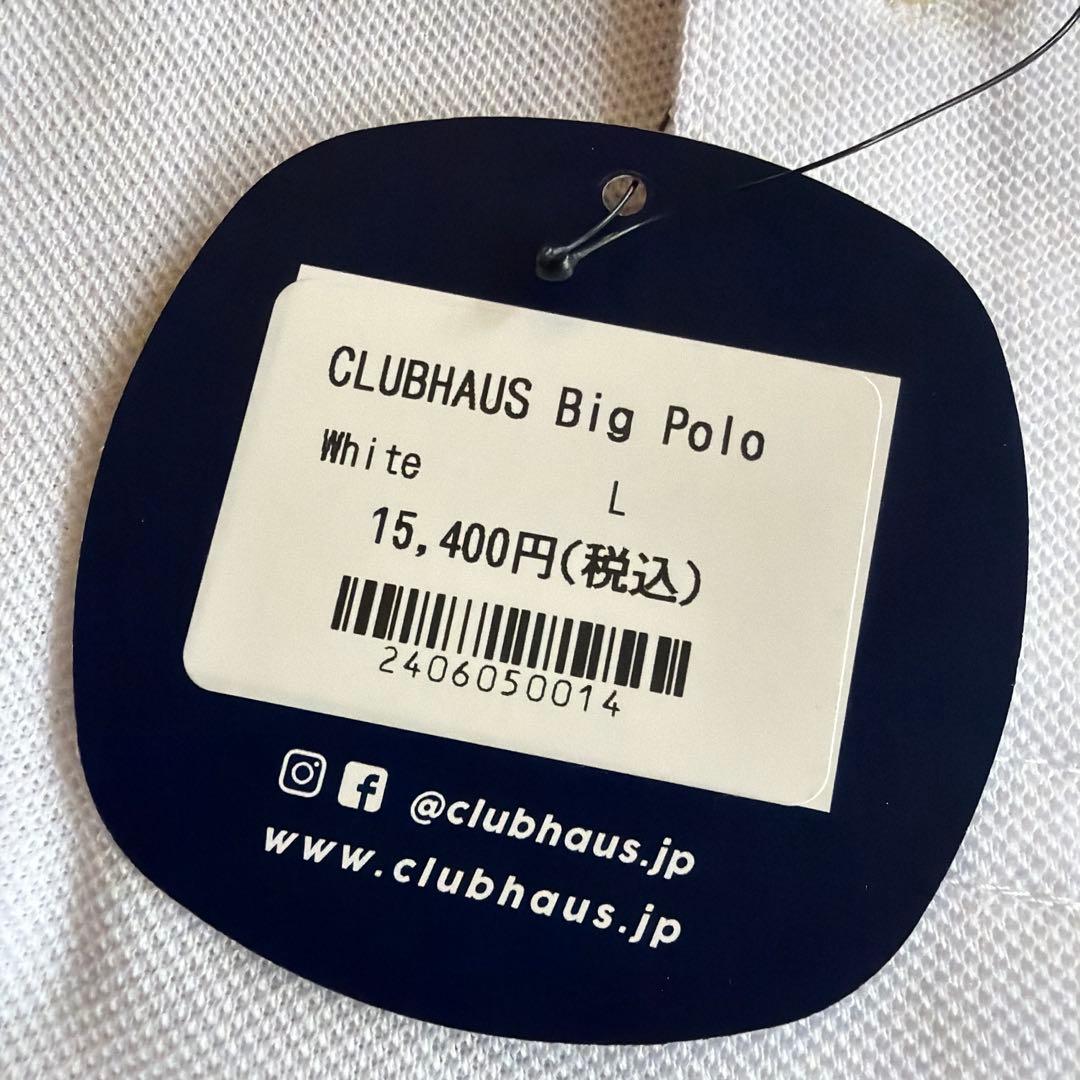 CLUBHAUS Big Polo
White L
15,400円(税込)
2406050014
@clubhaus.jp
www.clubhaus.jp